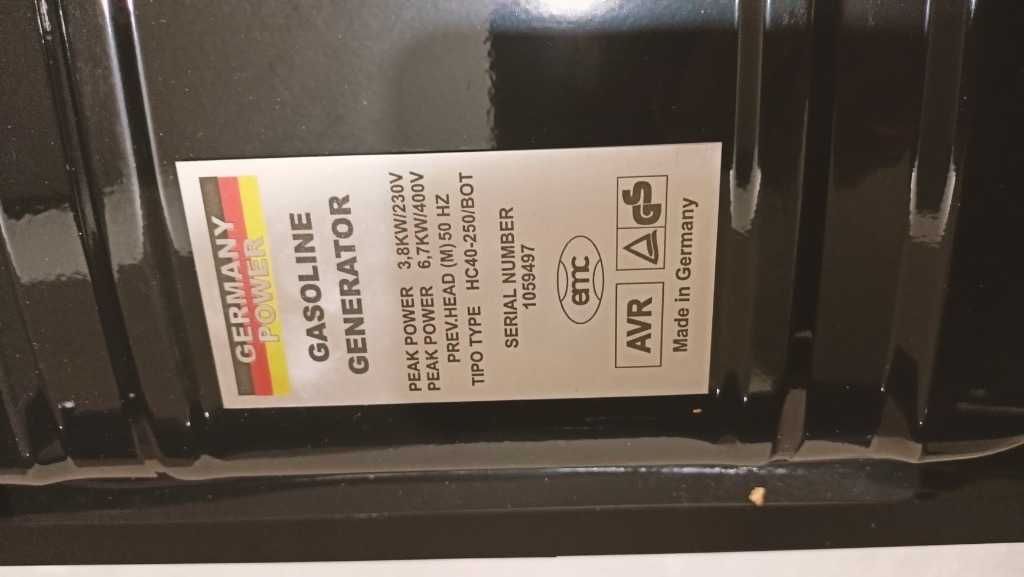 GERMANY
POWER
GASOLINE
GENERATOR
PEAK POWER 3,8KW/230V
PEAK POWER 6,7KW/400V
PREV.HEAD (M) 50 HZ
TIPO TYPE HC40-250/BOT
SERIAL NUMBER
1059497
emc
AVR GS
Made in Germany